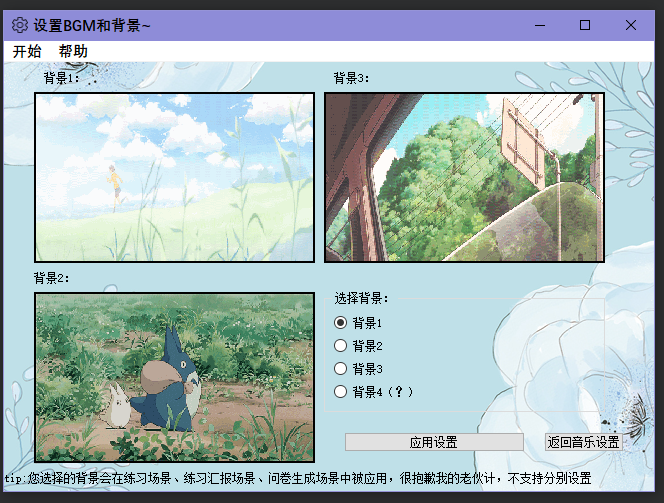 设置BGM和背景~
开始 帮助
背景1:
背景3:
背景2:
选择背景:
背景1
背景2
背景3
背景4（？）
应用设置
返回音乐设置
tip:您选择的背景会在练习场景、练习汇报场景、问卷生成场景中被应用，很抱歉我的老伙计，不支持分别设置